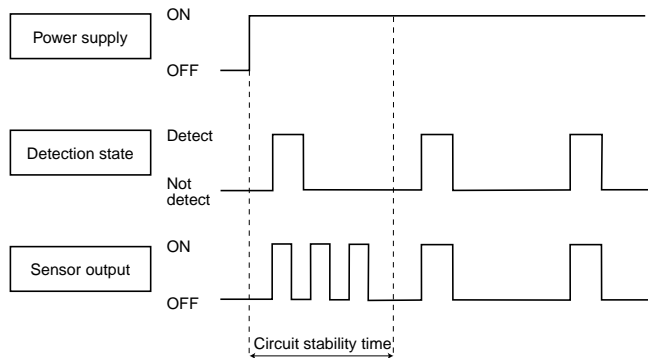 ON
Power supply
OFF
Detect
Detection state
Not
detect
ON
Sensor output
OFF
Circuit stability time